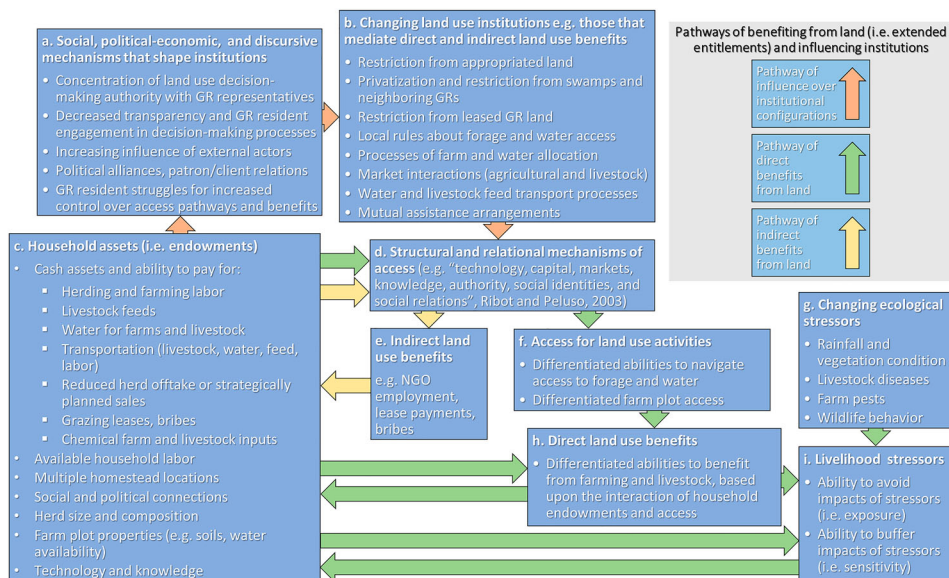 a. Social, political-economic, and discursive
mechanisms that shape institutions
• Concentration of land use decision-
making authority with GR representatives
• Decreased transparency and GR resident
engagement in decision-making processes
• Increasing influence of external actors
• Political alliances, patron/client relations
• GR resident struggles for increased
control over access pathways and benefits
b. Changing land use institutions e.g. those that
mediate direct and indirect land use benefits
• Restriction from appropriated land
• Privatization and restriction from swamps and
neighboring GRs
• Restriction from leased GR land
• Local rules about forage and water access
• Processes of farm and water allocation
• Market interactions (agricultural and livestock)
• Water and livestock feed transport processes
• Mutual assistance arrangements
Pathways of benefiting from land (i.e. extended
entitlements) and influencing institutions
Pathway of
influence over
institutional
configurations
Pathway of
direct
benefits
from land
Pathway of
indirect
benefits
from land
c. Household assets (i.e. endowments)
• Cash assets and ability to pay for:
▪ Herding and farming labor
▪ Livestock feeds
▪ Water for farms and livestock
▪ Transportation (livestock, water, feed,
labor)
▪ Reduced herd offtake or strategically
planned sales
▪ Grazing leases, bribes
▪ Chemical farm and livestock inputs
• Available household labor
• Multiple homestead locations
• Social and political connections
• Herd size and composition
• Farm plot properties (e.g. soils, water
availability)
• Technology and knowledge
d. Structural and relational mechanisms of
access (e.g. “technology, capital, markets,
knowledge, authority, social identities, and
social relations”, Ribot and Peluso, 2003)
e. Indirect land
use benefits
e.g. NGO
employment,
lease payments,
bribes
f. Access for land use activities
• Differentiated abilities to navigate
access to forage and water
• Differentiated farm plot access
g. Changing ecological
stressors
• Rainfall and
vegetation condition
• Livestock diseases
• Farm pests
• Wildlife behavior
h. Direct land use benefits
• Differentiated abilities to benefit
from farming and livestock, based
upon the interaction of household
endowments and access
i. Livelihood stressors
• Ability to avoid
impacts of stressors
(i.e. exposure)
• Ability to buffer
impacts of stressors
(i.e. sensitivity)